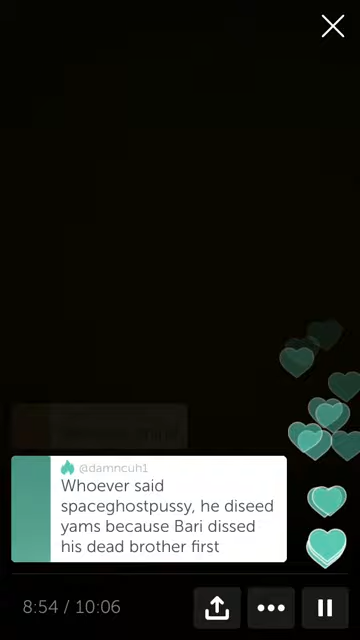 @damncuh1
Whoever said
spaceghostpussy, he diseed
yams because Bari dissed
his dead brother first
8:54 / 10:06